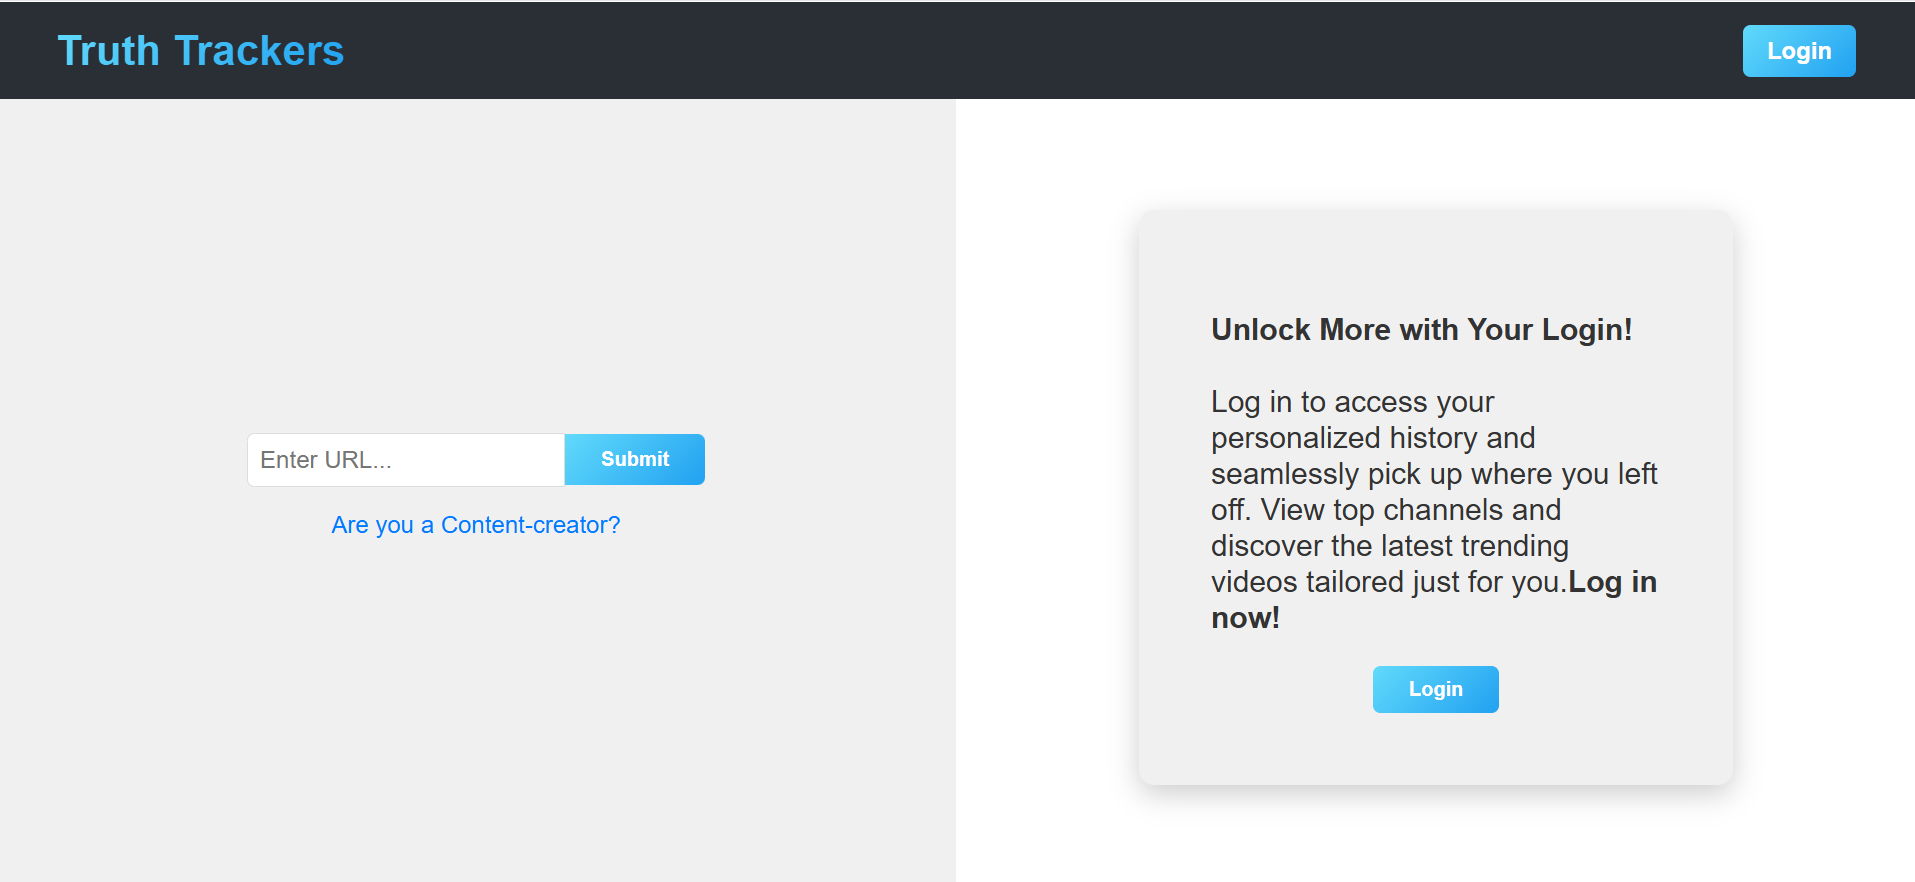 Truth Trackers
Login
Enter URL...
Submit
Are you a Content-creator?
Unlock More with Your Login!
Log in to access your
personalized history and
seamlessly pick up where you left
off. View top channels and
discover the latest trending
videos tailored just for you.Log in
now!
Login